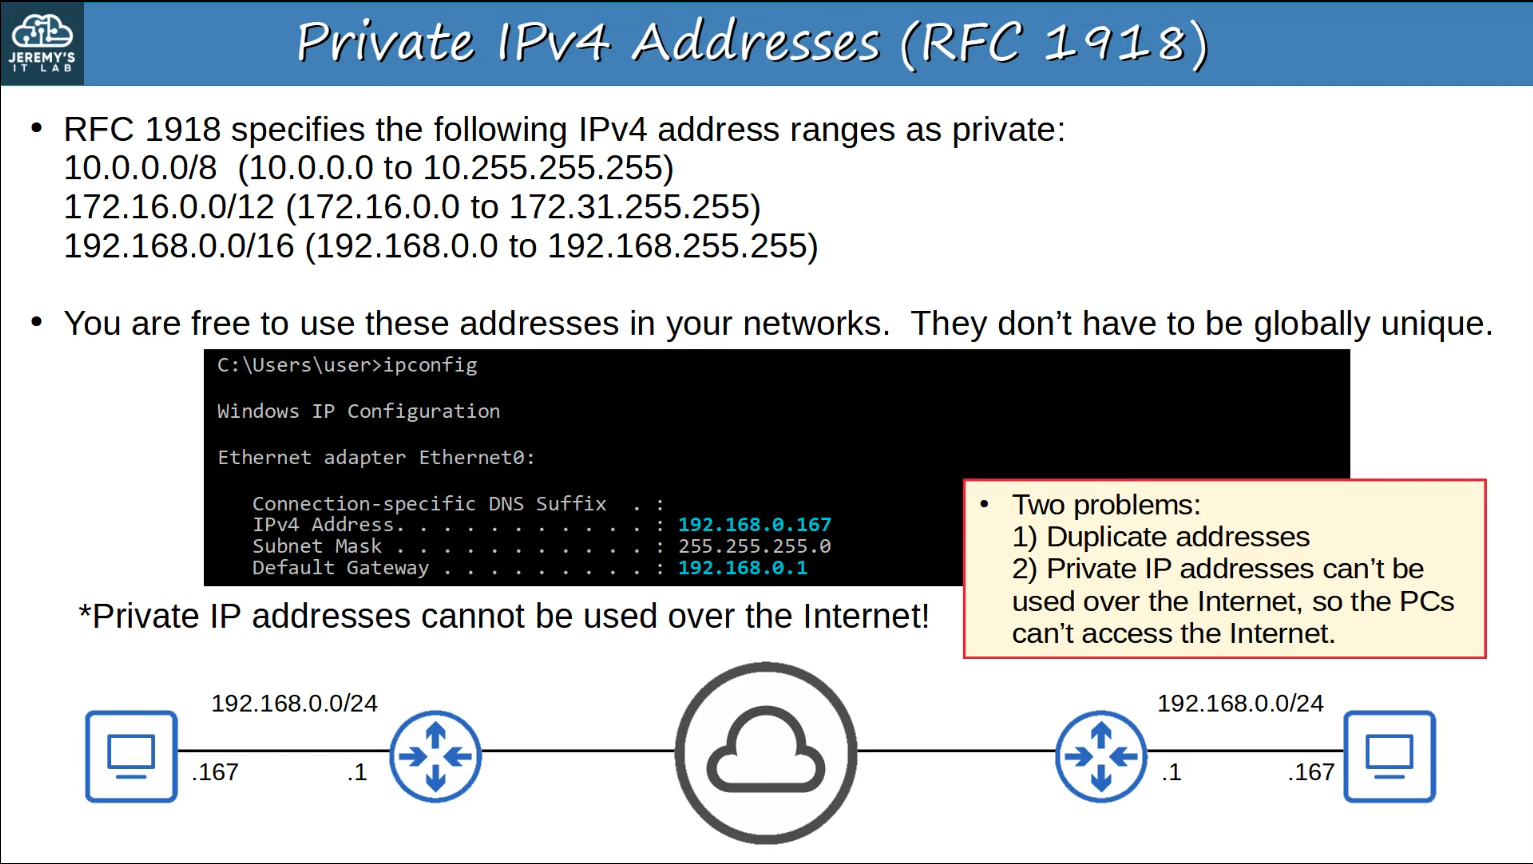 JEREMY'S
IT LAB
Private IPv4 Addresses (RFC 1918)
• RFC 1918 specifies the following IPv4 address ranges as private:
10.0.0.0/8  (10.0.0.0 to 10.255.255.255)
172.16.0.0/12 (172.16.0.0 to 172.31.255.255)
192.168.0.0/16 (192.168.0.0 to 192.168.255.255)
• You are free to use these addresses in your networks.  They don’t have to be globally unique.
C:\Users\user>ipconfig
Windows IP Configuration
Ethernet adapter Ethernet0:
Connection-specific DNS Suffix  . :
IPv4 Address. . . . . . . . . . . : 192.168.0.167
Subnet Mask . . . . . . . . . . . : 255.255.255.0
Default Gateway . . . . . . . . . : 192.168.0.1
• Two problems:
1) Duplicate addresses
2) Private IP addresses can’t be
used over the Internet, so the PCs
can’t access the Internet.
*Private IP addresses cannot be used over the Internet!
192.168.0.0/24
.167
.1
192.168.0.0/24
.1
.167